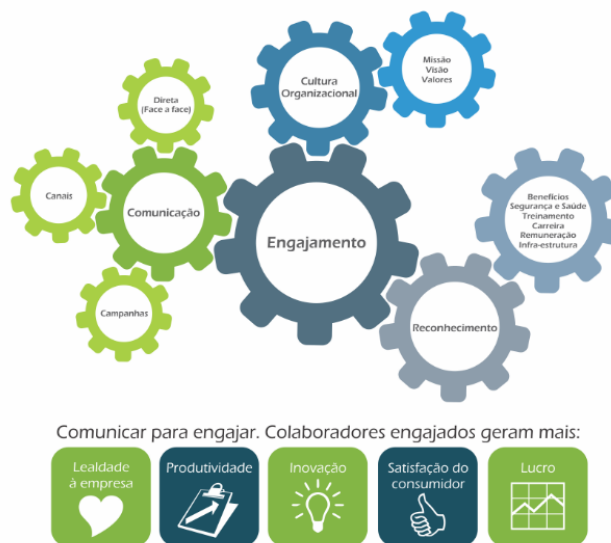 Missão
Visão
Valores
Cultura
Organizacional
Direta
(Face a face)
Canais
Comunicação
Campanhas
Engajamento
Benefícios
Segurança e Saúde
Treinamento
Carreira
Remuneração
Infra-estrutura
Reconhecimento
Comunicar para engajar. Colaboradores engajados geram mais:
Lealdade
à empresa
Produtividade
Inovação
Satisfação do
consumidor
Lucro